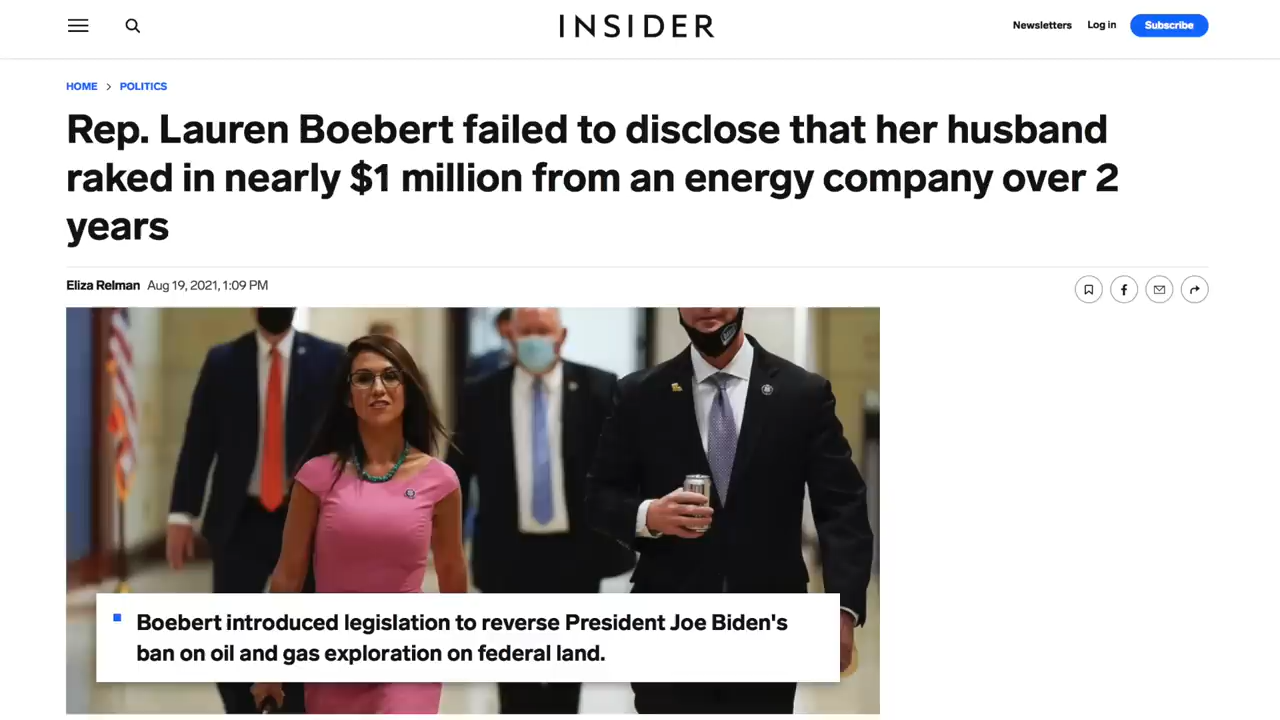 INSIDER
Newsletters Log in Subscribe
HOME > POLITICS
Rep. Lauren Boebert failed to disclose that her husband
raked in nearly $1 million from an energy company over 2
years
Eliza Relman Aug 19, 2021, 1:09 PM
Boebert introduced legislation to reverse President Joe Biden's
ban on oil and gas exploration on federal land.